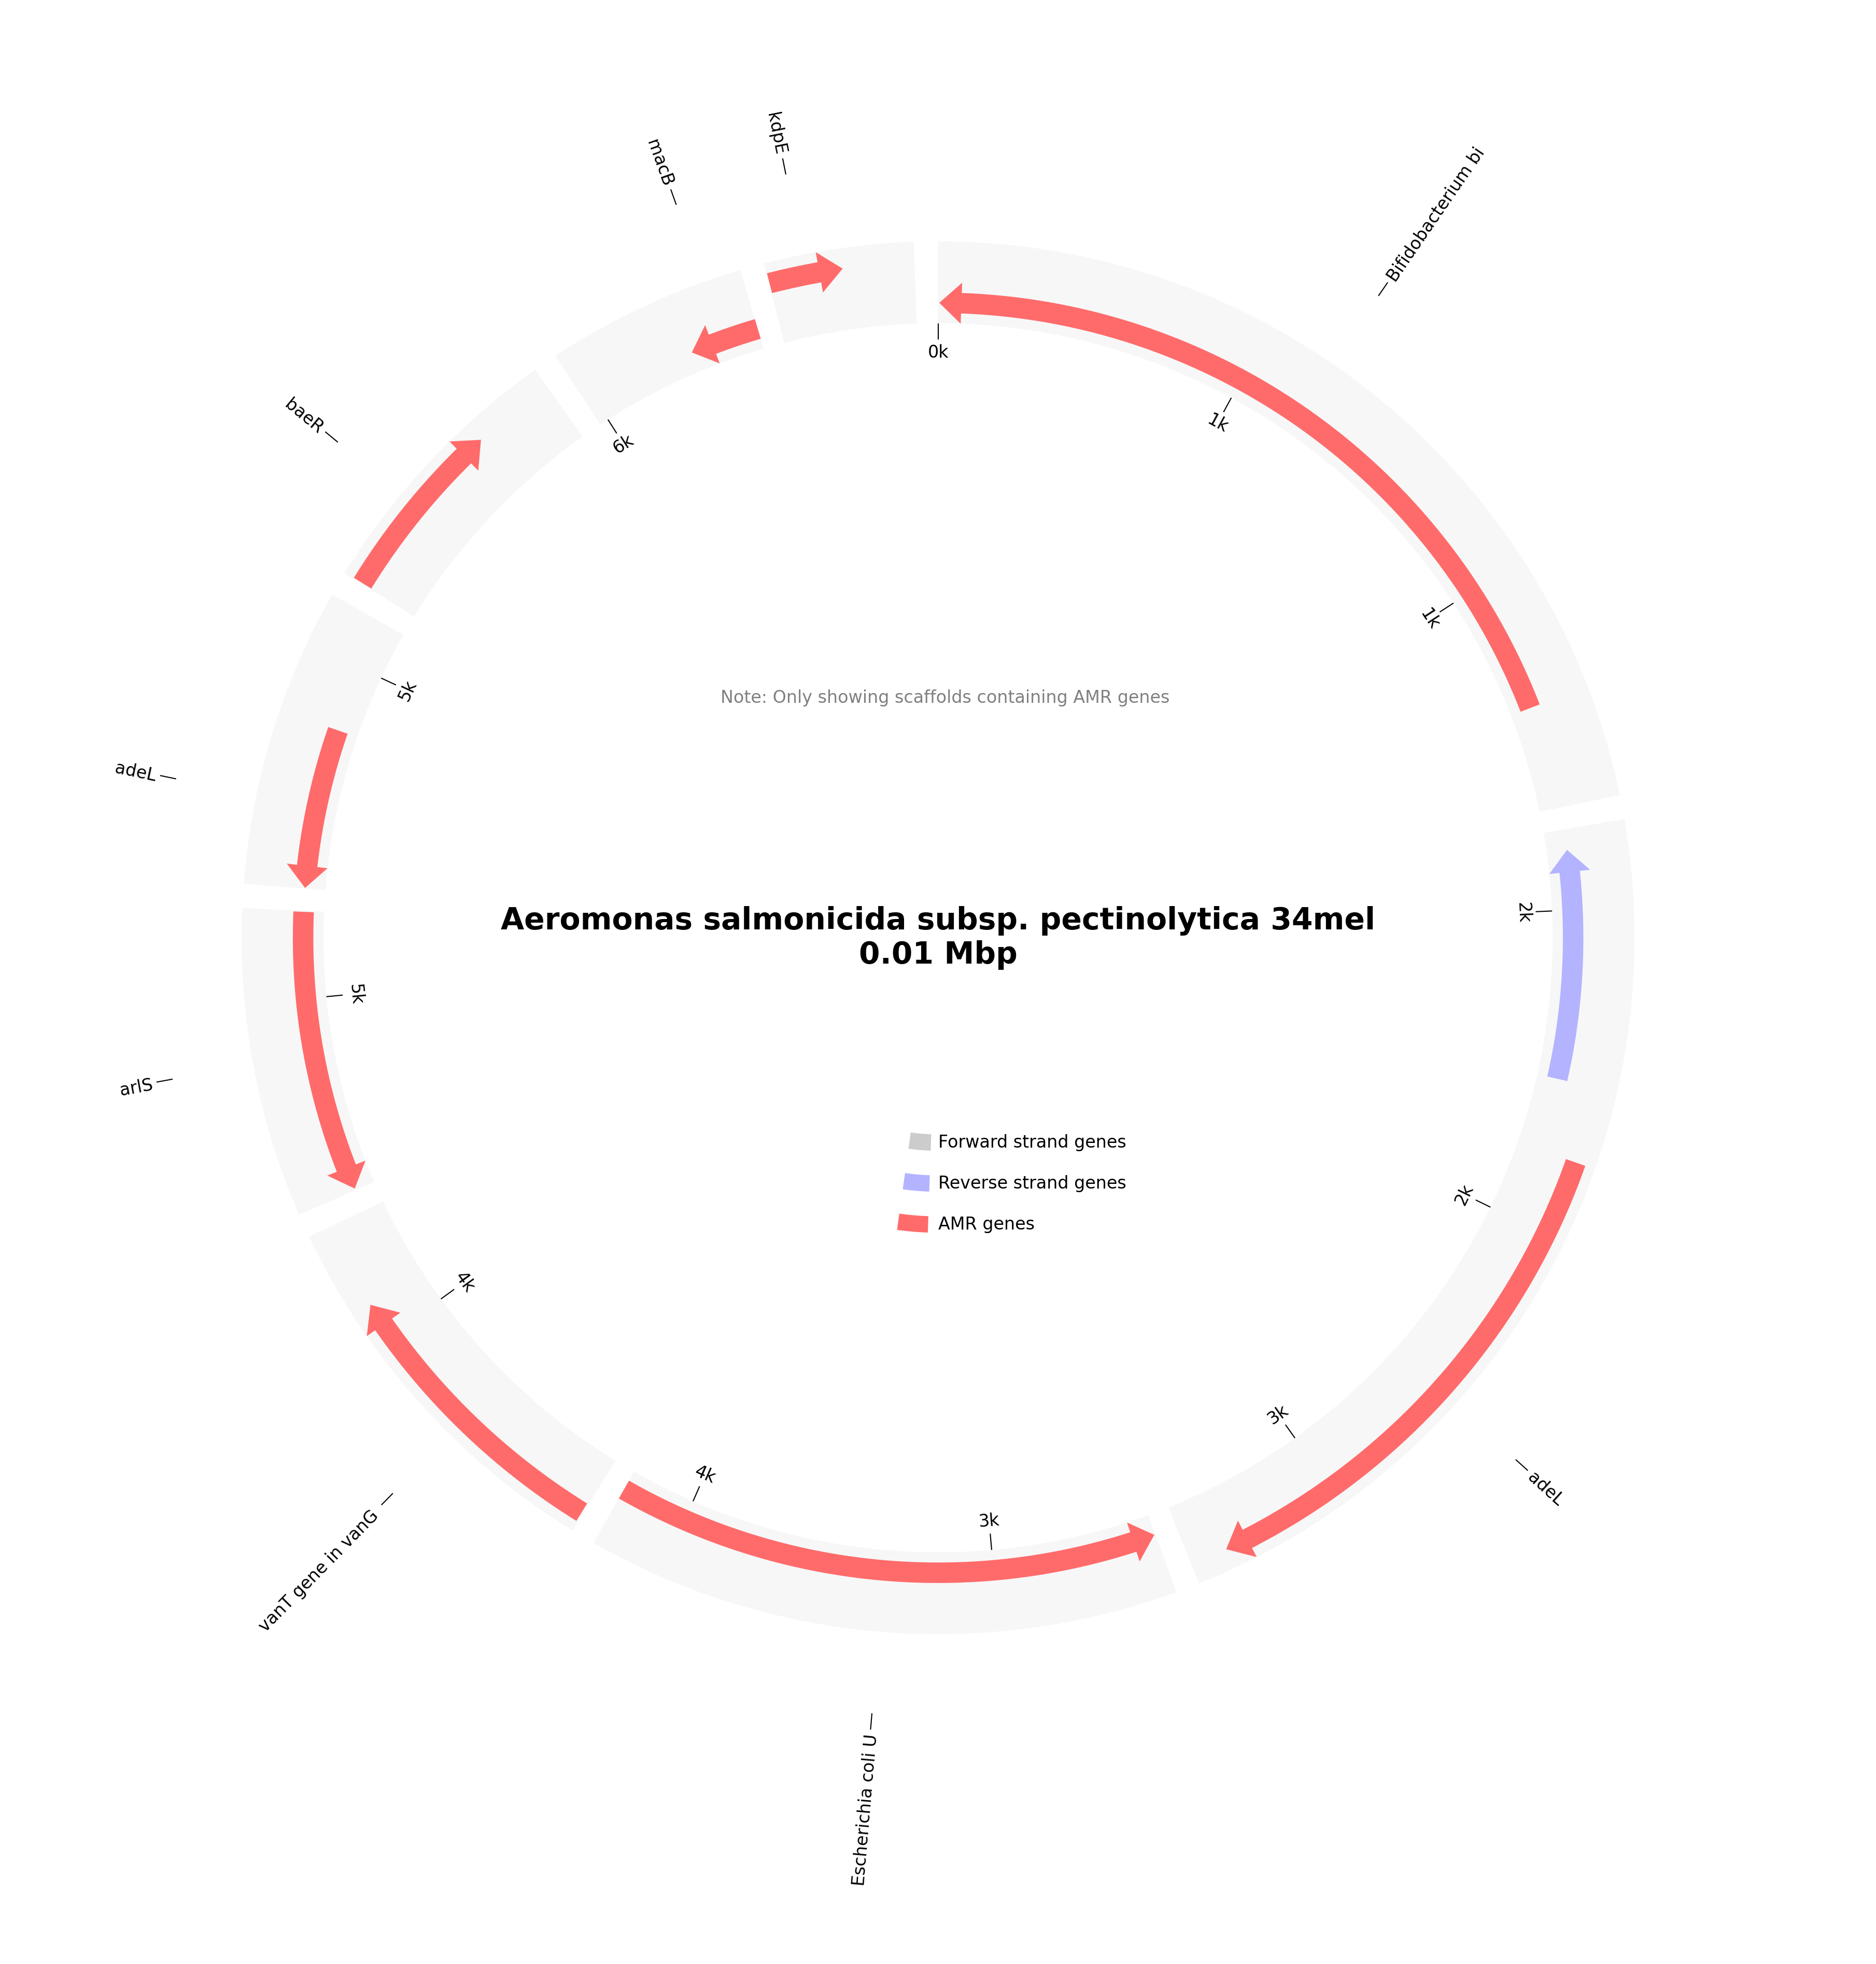 kdpE
macB
Bifidobacterium bi
0k
1k
baeR
6k
1k
5k
Note: Only showing scaffolds containing AMR genes
adeL
2k
Aeromonas salmonicida subsp. pectinolytica 34mel
0.01 Mbp
5k
arlS
Forward strand genes
Reverse strand genes
AMR genes
2k
4k
3k
4k
3k
adeL
vanT gene in vanG
Escherichia coli U